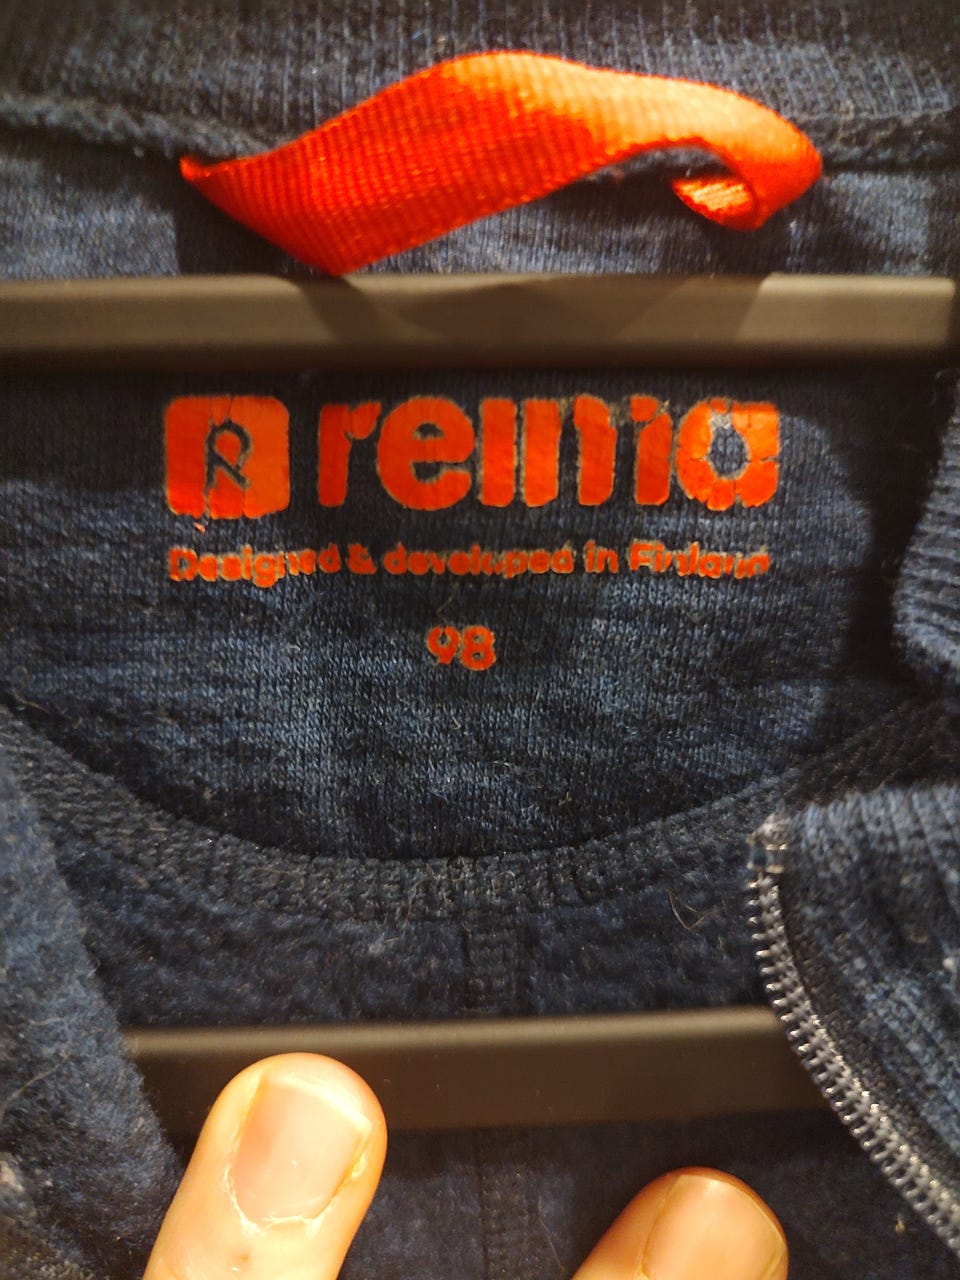 R reima
Designed & developed in Finland
98